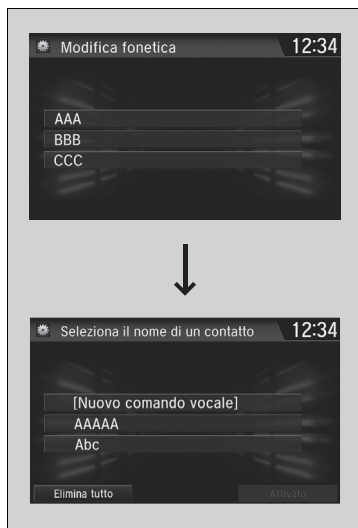 Modifica fonetica 12:34
AAA
BBB
CCC
Seleziona il nome di un contatto 12:34
[Nuovo comando vocale]
AAAAA
Abc
Elimina tutto Attivato